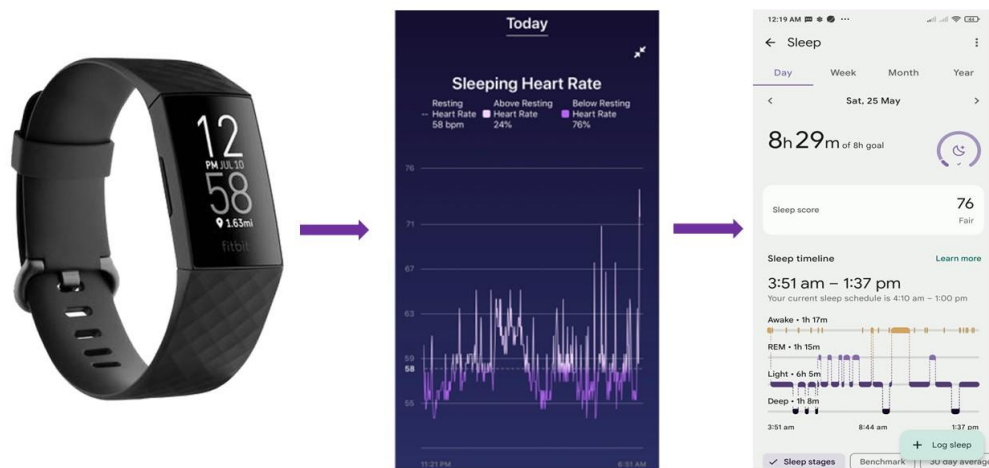 12
PM JUL 10
58
1.63mi
fitbit
Today
Sleeping Heart Rate
Resting Heart Rate 58 bpm
Above Resting Heart Rate 24%
Below Resting Heart Rate 76%
76
71
67
63
59
58
55
11:21 PM 6:51 AM
12:19 AM
Sleep
Day Week Month Year
Sat, 25 May
8h 29m of 8h goal
Sleep score 76
Fair
Sleep timeline Learn more
3:51 am – 1:37 pm
Your current sleep schedule is 4:10 am – 1:00 pm
Awake • 1h 17m
REM • 1h 15m
Light • 6h 5m
Deep • 1h 8m
3:51 am 8:44 am 1:37 pm
+ Log sleep
Sleep stages Benchmark 30 day average